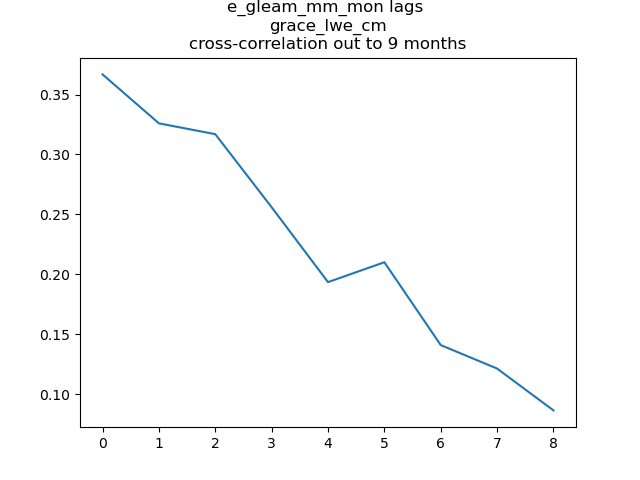 e_gleam_mm_mon lags
grace_lwe_cm
cross-correlation out to 9 months
0.35
0.30
0.25
0.20
0.15
0.10
0 1 2 3 4 5 6 7 8